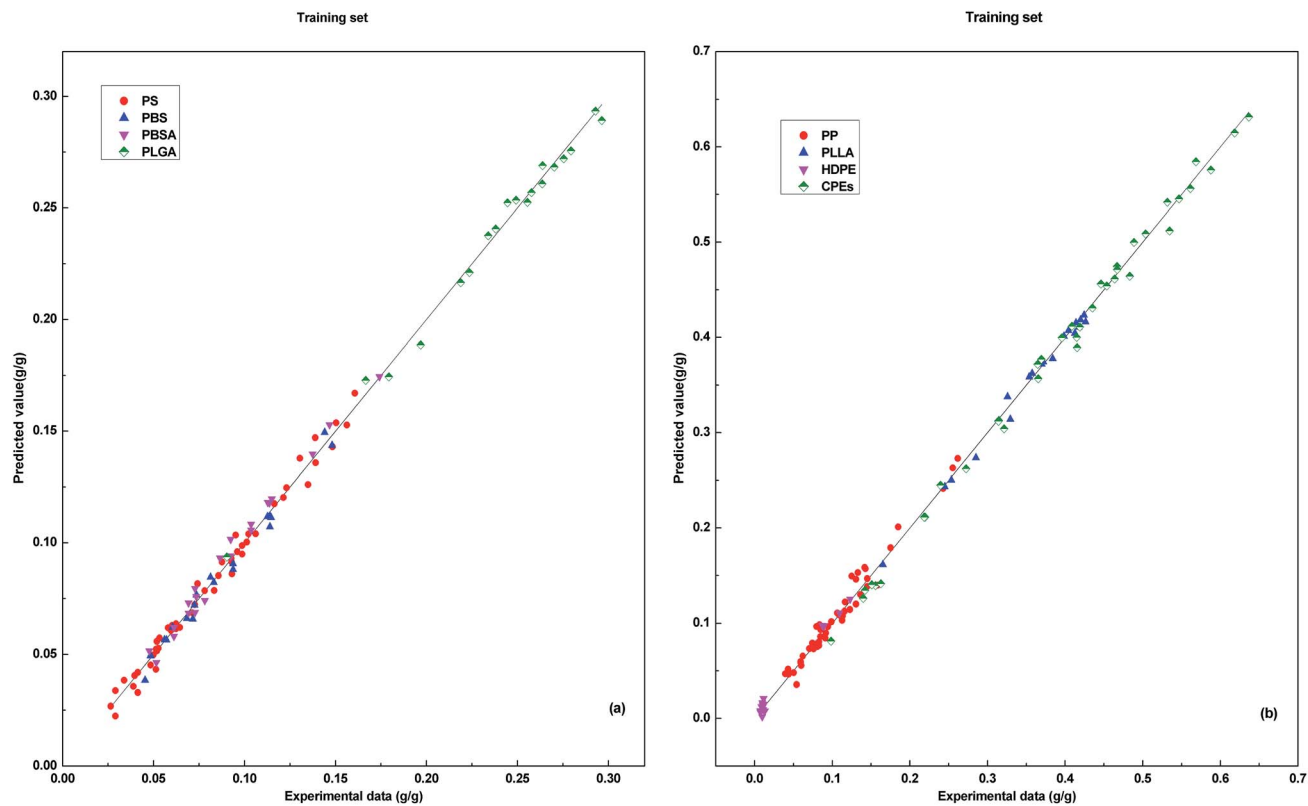 Training set
PS
PBS
PBSA
PLGA
Predicted value(g/g)
0.30
0.25
0.20
0.15
0.10
0.05
0.00
0.00 0.05 0.10 0.15 0.20 0.25 0.30
Experimental data (g/g)
(a)
Training set
PP
PLLA
HDPE
CPEs
Predicted value(g/g)
0.7
0.6
0.5
0.4
0.3
0.2
0.1
0.0
0.0 0.1 0.2 0.3 0.4 0.5 0.6 0.7
Experimental data (g/g)
(b)